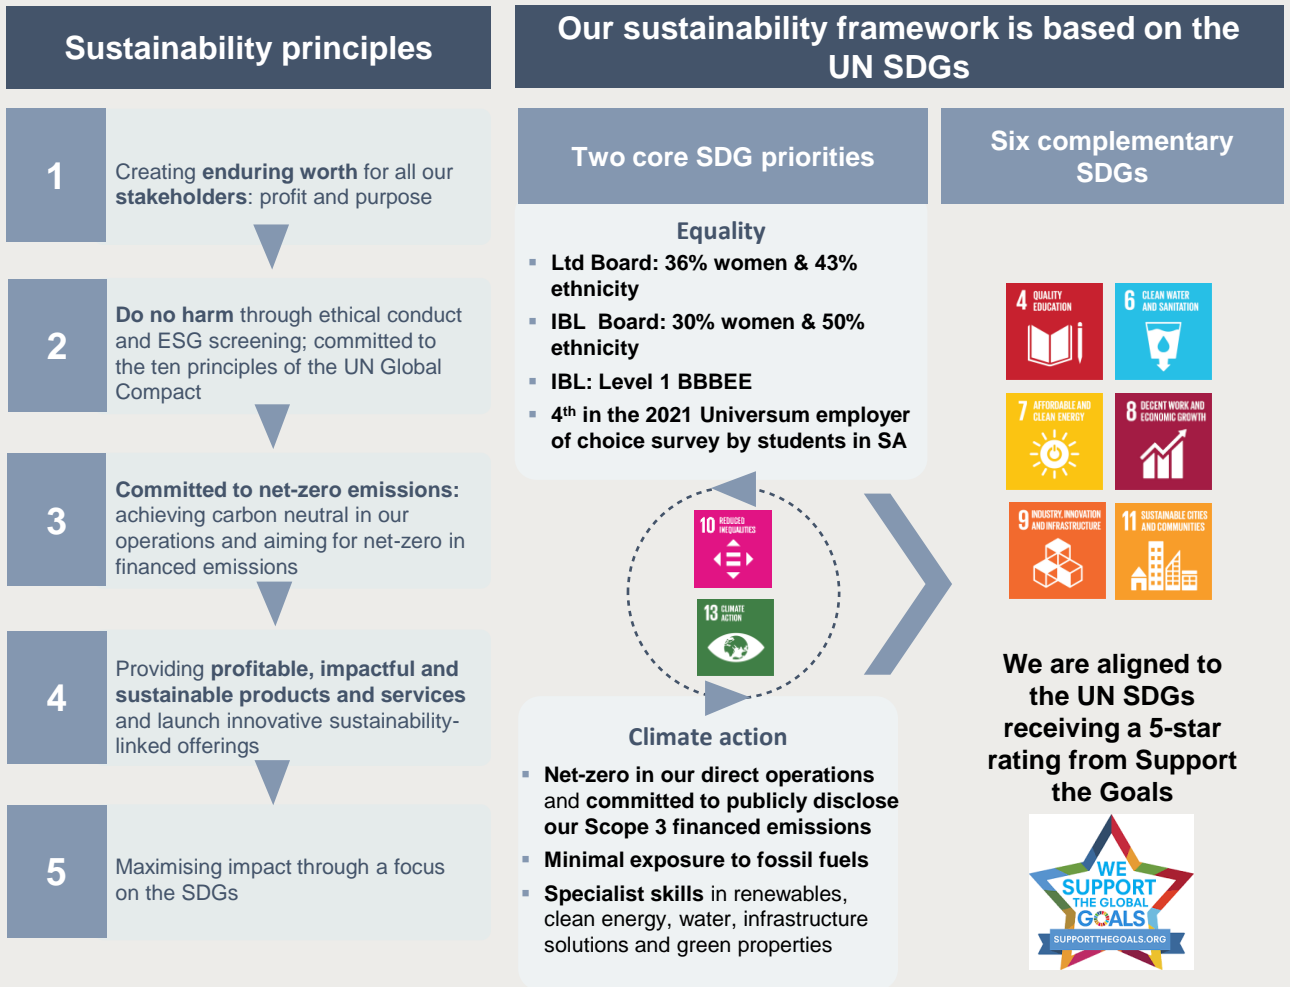 Sustainability principles
1
Creating enduring worth for all our
stakeholders: profit and purpose
2
Do no harm through ethical conduct
and ESG screening; committed to
the ten principles of the UN Global
Compact
3
Committed to net-zero emissions:
achieving carbon neutral in our
operations and aiming for net-zero in
financed emissions
4
Providing profitable, impactful and
sustainable products and services
and launch innovative sustainability-
linked offerings
5
Maximising impact through a focus
on the SDGs
Our sustainability framework is based on the
UN SDGs
Two core SDG priorities
Equality
▪ Ltd Board: 36% women & 43%
ethnicity
▪ IBL Board: 30% women & 50%
ethnicity
▪ IBL: Level 1 BBBEE
▪ 4th in the 2021 Universum employer
of choice survey by students in SA
10 REDUCED
INEQUALITIES
13 CLIMATE
ACTION
Climate action
▪ Net-zero in our direct operations
and committed to publicly disclose
our Scope 3 financed emissions
▪ Minimal exposure to fossil fuels
▪ Specialist skills in renewables,
clean energy, water, infrastructure
solutions and green properties
Six complementary
SDGs
4 QUALITY
EDUCATION
6 CLEAN WATER
AND SANITATION
7 AFFORDABLE AND
CLEAN ENERGY
8 DECENT WORK AND
ECONOMIC GROWTH
9 INDUSTRY, INNOVATION
AND INFRASTRUCTURE
11 SUSTAINABLE CITIES
AND COMMUNITIES
We are aligned to
the UN SDGs
receiving a 5-star
rating from Support
the Goals
WE
SUPPORT
THE GLOBAL
GOALS
SUPPORTTHEGOALS.ORG